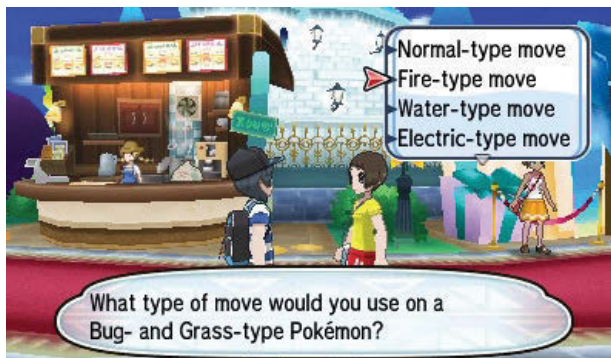 Normal-type move
Fire-type move
Water-type move
Electric-type move
What type of move would you use on a
Bug- and Grass-type Pokémon?